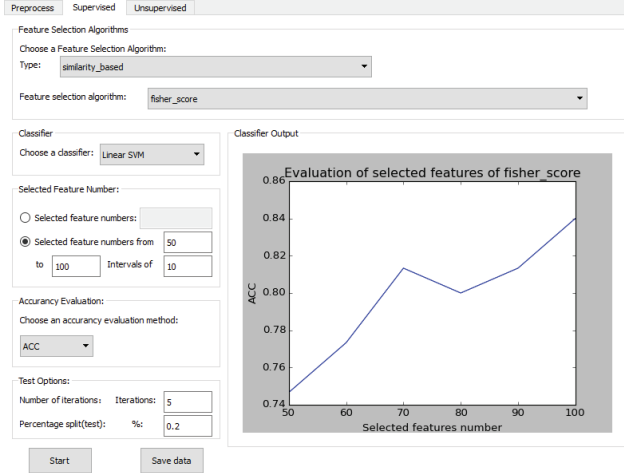 Preprocess Supervised Unsupervised
Feature Selection Algorithms
Choose a Feature Selection Algorithm:
Type: similarity_based
Feature selection algorithm: fisher_score
Classifier
Choose a classifier: Linear SVM
Selected Feature Number:
Selected feature numbers:
Selected feature numbers from 50
to 100 Intervals of 10
Accurancy Evaluation:
Choose an accurancy evaluation method:
ACC
Test Options:
Number of iterations: Iterations: 5
Percentage split(test): %: 0.2
Start Save data
Classifier Output
Evaluation of selected features of fisher_score
0.86
0.84
0.82
0.80
0.78
0.76
0.74
ACC
50 60 70 80 90 100
Selected features number